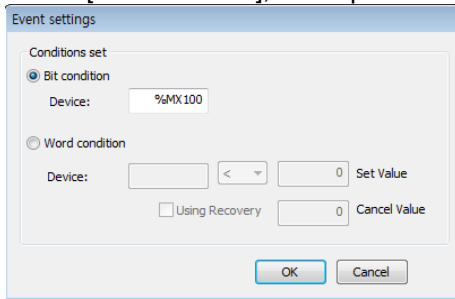 Event settings
Conditions set
Bit condition
Device: %MX100
Word condition
Device: < 0 Set Value
Using Recovery 0 Cancel Value
OK Cancel